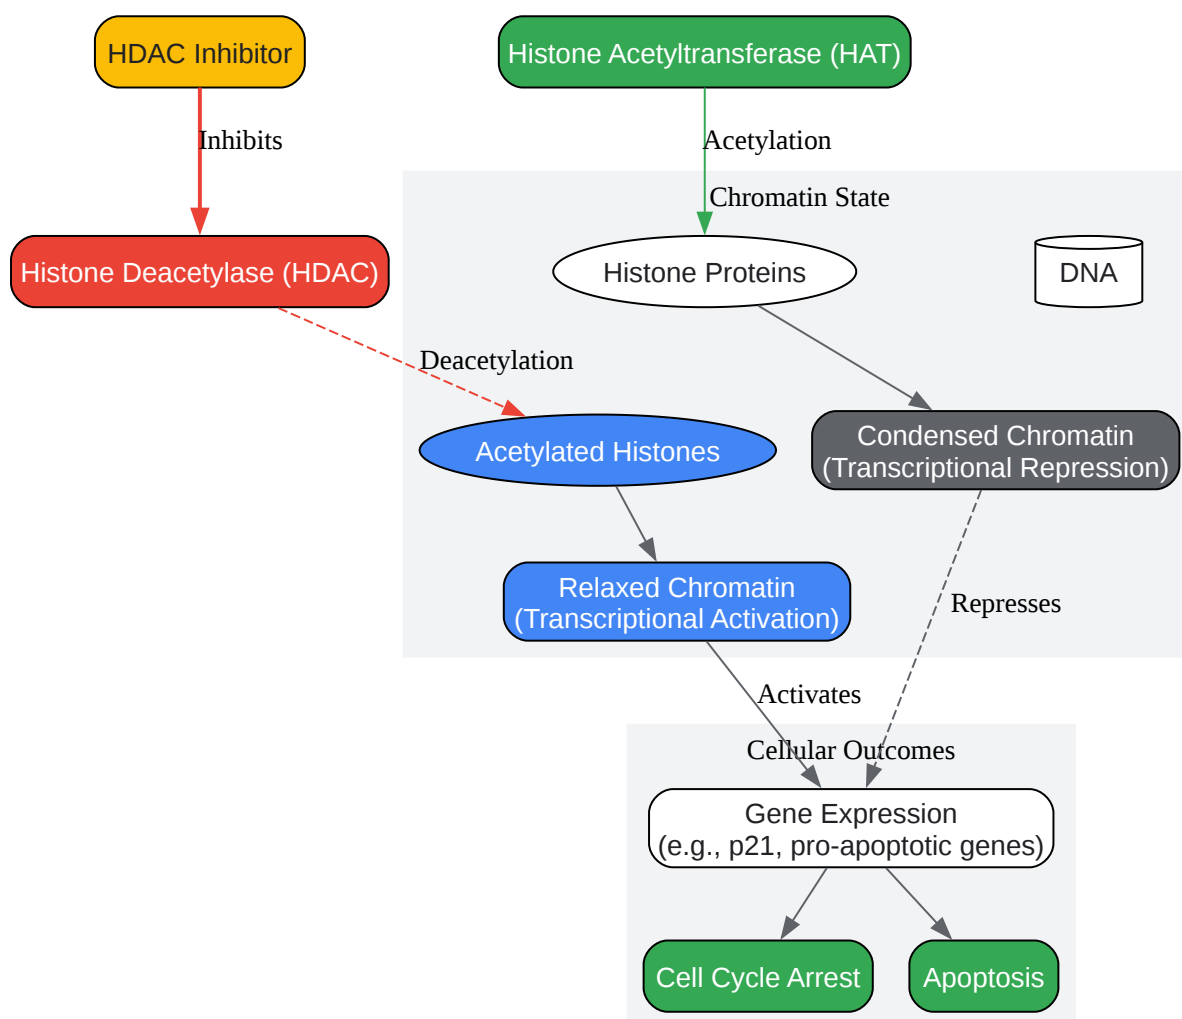 HDAC Inhibitor
Histone Acetyltransferase (HAT)
Inhibits
Acetylation
Chromatin State
Histone Deacetylase (HDAC)
Histone Proteins
DNA
Deacetylation
Acetylated Histones
Condensed Chromatin
(Transcriptional Repression)
Relaxed Chromatin
(Transcriptional Activation)
Represses
Activates
Cellular Outcomes
Gene Expression
(e.g., p21, pro-apoptotic genes)
Cell Cycle Arrest
Apoptosis